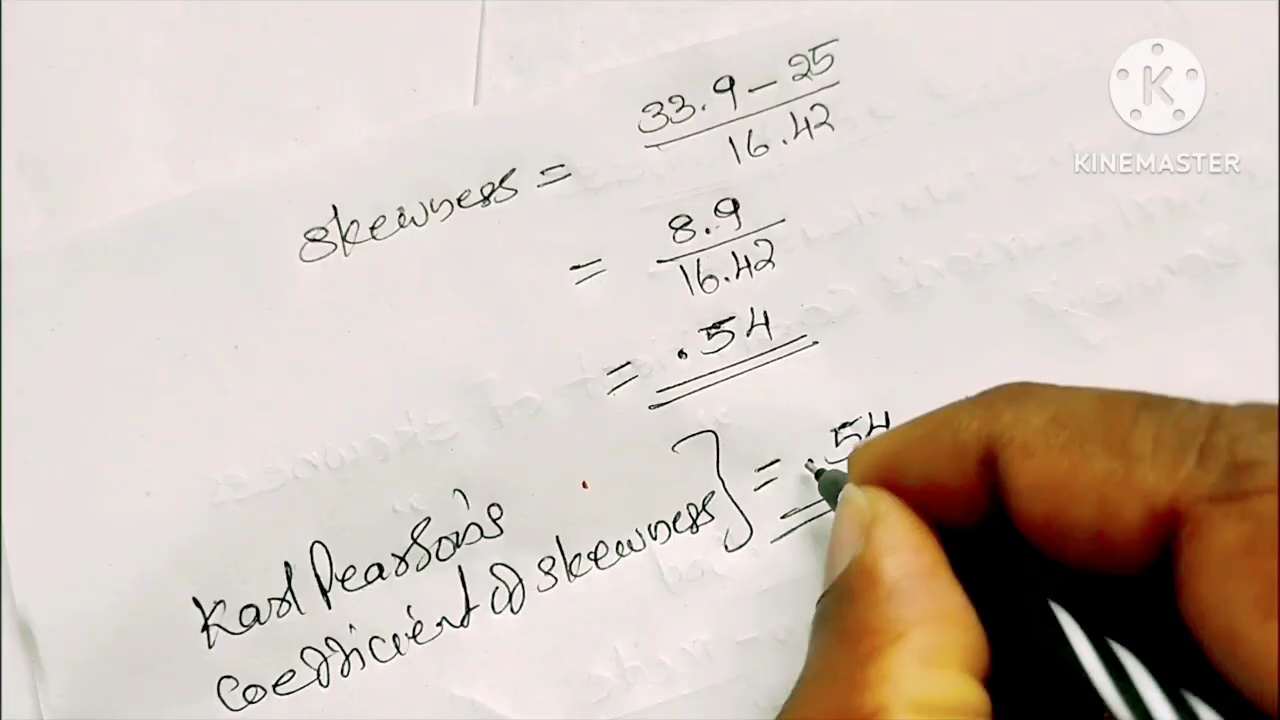 33.9 - 25
skewness =
16.42
= 8.9
16.42
= .54
Karl Pearson's
coefficient of skewness } = .54
K
KINEMASTER